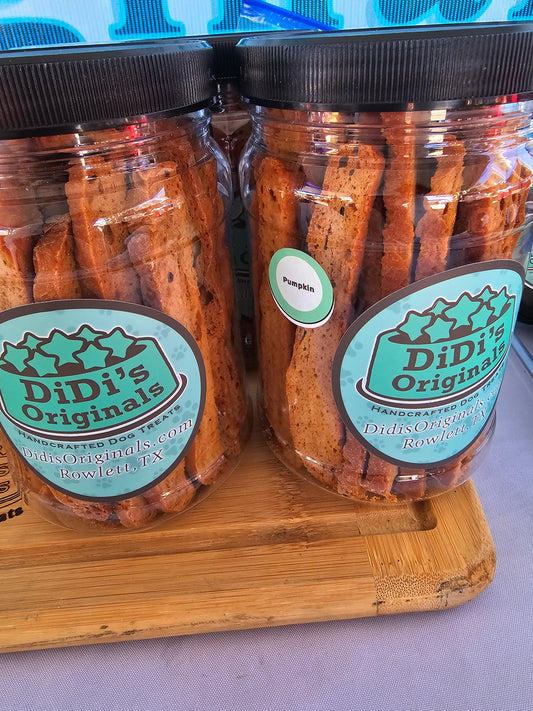 DiDi's
Originals
Handcrafted Dog Treats
DidisOriginals.com
Rowlett, TX
Pumpkin
DiDi's
Originals
Handcrafted Dog Treats
DidisOriginals.com
Rowlett, TX